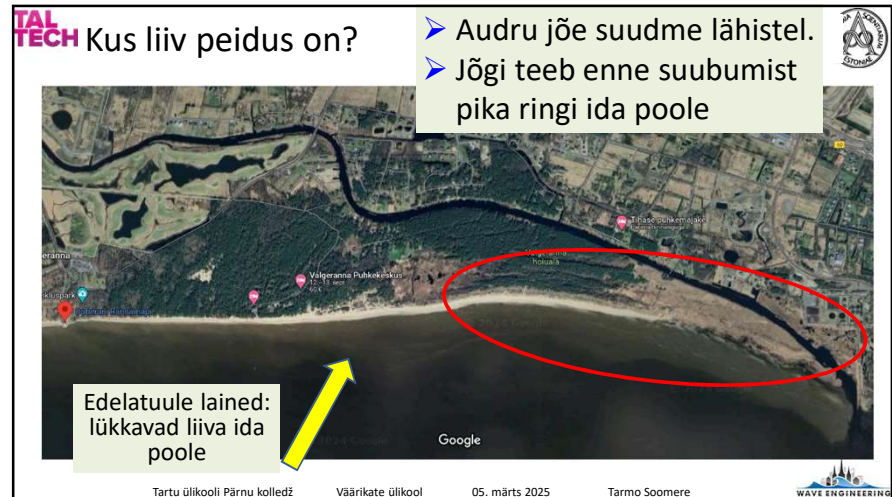 TAL
TECH
Kus liiv peidus on?
➢ Audru jõe suudme lähistel.
➢ Jõgi teeb enne suubumist
pika ringi ida poole
Valgeranna Puhkekeskus
Edelatuule lained:
lükkavad liiva ida
poole
Google
Tartu ülikooli Pärnu kolledž Väärikate ülikool 05. märts 2025 Tarmo Soomere
WAVE ENGINEERING